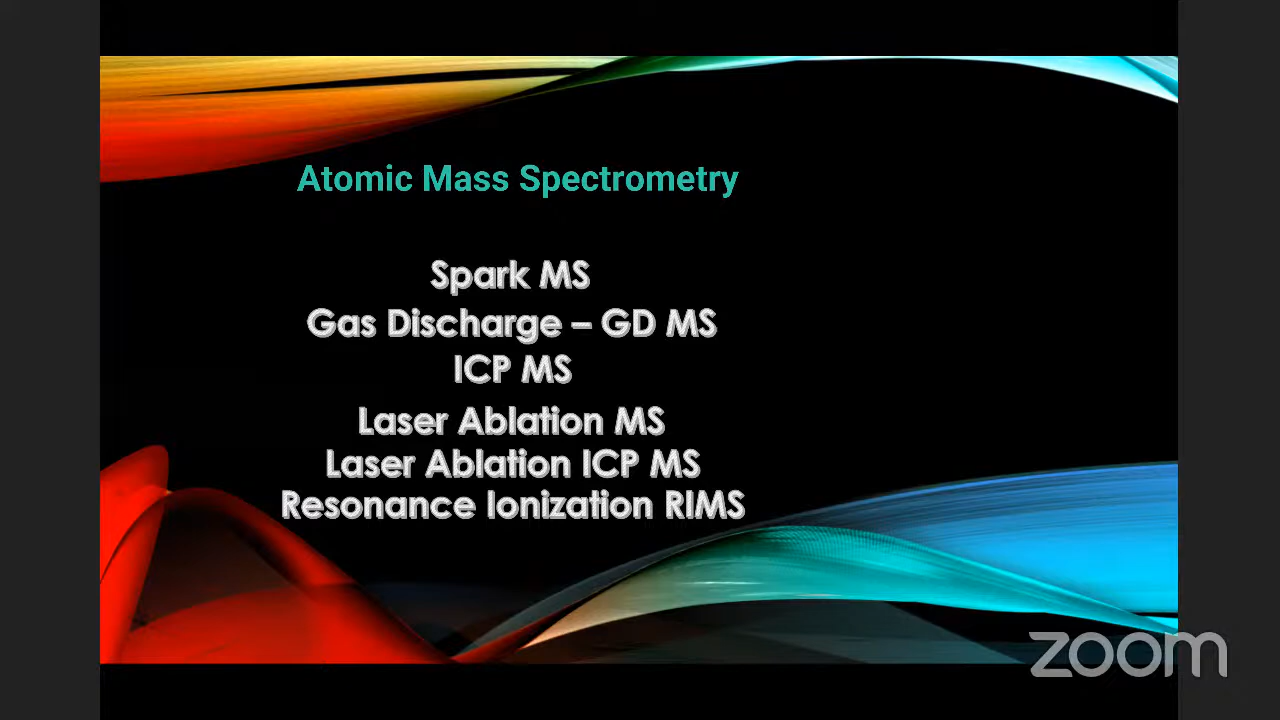 Atomic Mass Spectrometry
Spark MS
Gas Discharge – GD MS
ICP MS
Laser Ablation MS
Laser Ablation ICP MS
Resonance Ionization RIMS
zoom